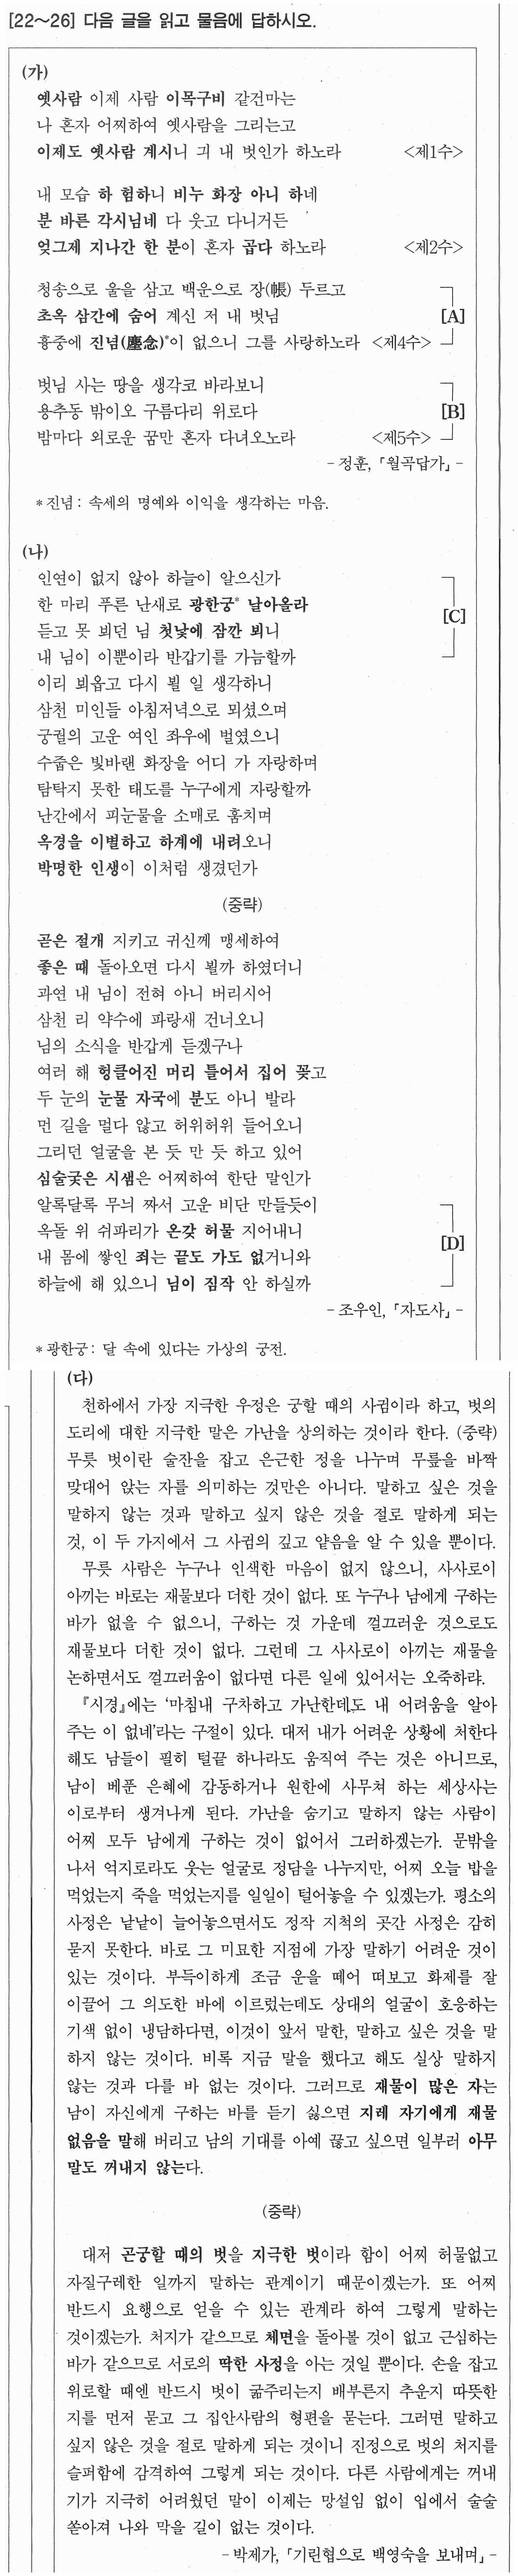 [22～26] 다음 글을 읽고 물음에 답하시오.
(가)
옛사람 이제 사람 이목구비 같건마는
나 혼자 어찌하여 옛사람을 그리는고
이제도 옛사람 계시니 긔 내 벗인가 하노라 <제1수>
내 모습 하 험하니 비누 화장 아니 하네
분 바른 각시님네 다 웃고 다니거든
엊그제 지나간 한 분이 혼자 곱다 하노라 <제2수>
청송으로 울을 삼고 백운으로 장(帳) 두르고
초옥 삼간에 숨어 계신 저 내 벗님 [A]
흉중에 진념(塵念)*이 없으니 그를 사랑하노라 <제4수>
벗님 사는 땅을 생각코 바라보니
용추동 밖이오 구름다리 위로다 [B]
밤마다 외로운 꿈만 혼자 다녀오노라 <제5수>
- 정훈, 「월곡답가」 -
* 진념 : 속세의 명예와 이익을 생각하는 마음.
(나)
인연이 없지 않아 하늘이 알으신가
한 마리 푸른 난새로 광한궁* 날아올라
듣고 못 뵈던 님 첫낯에 잠깐 뵈니 [C]
내 님이 이뿐이라 반갑기를 가늠할까
이리 뵈옵고 다시 뵐 일 생각하니
삼천 미인들 아침저녁으로 뫼셨으며
궁궐의 고운 여인 좌우에 벌였으니
수줍은 빛바랜 화장을 어디 가 자랑하며
탐탁지 못한 태도를 누구에게 자랑할까
난간에서 피눈물을 소매로 훔치며
옥경을 이별하고 하계에 내려오니
박명한 인생이 이처럼 생겼던가
(중략)
곧은 절개 지키고 귀신께 맹세하여
좋은 때 돌아오면 다시 뵐까 하였더니
과연 내 님이 전혀 아니 버리시어
삼천 리 약수에 파랑새 건너오니
님의 소식을 반갑게 듣겠구나
여러 해 헝클어진 머리 틀어서 집어 꽂고
두 눈의 눈물 자국에 분도 아니 발라
먼 길을 멀다 않고 허위허위 들어오니
그리던 얼굴을 본 듯 만 듯 하고 있어
심술궂은 시샘은 어찌하여 한단 말인가
알록달록 무늬 짜서 고운 비단 만들듯이
옥돌 위 쉬파리가 온갖 허물 지어내니
내 몸에 쌓인 죄는 끝도 가도 없거니와 [D]
하늘에 해 있으니 님이 짐작 안 하실까
- 조우인, 「자도사」 -
* 광한궁 : 달 속에 있다는 가상의 궁전.
(다)
천하에서 가장 지극한 우정은 궁할 때의 사귐이라 하고, 벗의
도리에 대한 지극한 말은 가난을 상의하는 것이라 한다. (중략)
무릇 벗이란 술잔을 잡고 은근한 정을 나누며 무릎을 바짝
맞대어 앉는 자를 의미하는 것만은 아니다. 말하고 싶은 것을
말하지 않는 것과 말하고 싶지 않은 것을 절로 말하게 되는
것, 이 두 가지에서 그 사귐의 깊고 얕음을 알 수 있을 뿐이다.
무릇 사람은 누구나 인색한 마음이 없지 않으니, 사사로이
아끼는 바로는 재물보다 더한 것이 없다. 또 누구나 남에게 구하는
바가 없을 수 없으니, 구하는 것 가운데 껄끄러운 것으로도
재물보다 더한 것이 없다. 그런데 그 사사로이 아끼는 재물을
논하면서도 껄끄러움이 없다면 다른 일에 있어서는 오죽하랴.
『시경』에는 '마침내 구차하고 가난한데도 내 어려움을 알아
주는 이 없네'라는 구절이 있다. 대저 내가 어려운 상황에 처한다
해도 남들이 필히 털끝 하나라도 움직여 주는 것은 아니므로,
남이 베푼 은혜에 감동하거나 원한에 사무쳐 하는 세상사는
이로부터 생겨나게 된다. 가난을 숨기고 말하지 않는 사람이
어찌 모두 남에게 구하는 것이 없어서 그러하겠는가. 문밖을
나서 억지로라도 웃는 얼굴로 정담을 나누지만, 어찌 오늘 밥을
먹었는지 죽을 먹었는지를 일일이 털어놓을 수 있겠는가. 평소의
사정은 낱낱이 늘어놓으면서도 정작 지척의 곳간 사정은 감히
묻지 못한다. 바로 그 미묘한 지점에 가장 말하기 어려운 것이
있는 것이다. 부득이하게 조금 운을 떼어 떠보고 화제를 잘
이끌어 그 의도한 바에 이르렀는데도 상대의 얼굴이 호응하는
기색 없이 냉담하다면, 이것이 앞서 말한, 말하고 싶은 것을 말
하지 않는 것이다. 비록 지금 말을 했다고 해도 실상 말하지
않는 것과 다를 바 없는 것이다. 그러므로 재물이 많은 자는
남이 자신에게 구하는 바를 듣기 싫으면 지레 자기에게 재물
없음을 말해 버리고 남의 기대를 아예 끊고 싶으면 일부러 아무
말도 꺼내지 않는다.
(중략)
대저 곤궁할 때의 벗을 지극한 벗이라 함이 어찌 허물없고
자질구레한 일까지 말하는 관계이기 때문이겠는가. 또 어찌
반드시 요행으로 얻을 수 있는 관계라 하여 그렇게 말하는
것이겠는가. 처지가 같으므로 체면을 돌아볼 것이 없고 근심하는
바가 같으므로 서로의 딱한 사정을 아는 것일 뿐이다. 손을 잡고
위로할 때엔 반드시 벗이 굶주리는지 배부른지 추운지 따뜻한
지를 먼저 묻고 그 집안사람의 형편을 묻는다. 그러면 말하고
싶지 않은 것을 절로 말하게 되는 것이니 진정으로 벗의 처지를
슬퍼함에 감격하여 그렇게 되는 것이다. 다른 사람에게는 꺼내
기가 지극히 어려웠던 말이 이제는 망설임 없이 입에서 술술
쏟아져 나와 막을 길이 없는 것이다.
- 박제가, 「기린협으로 백영숙을 보내며」 -